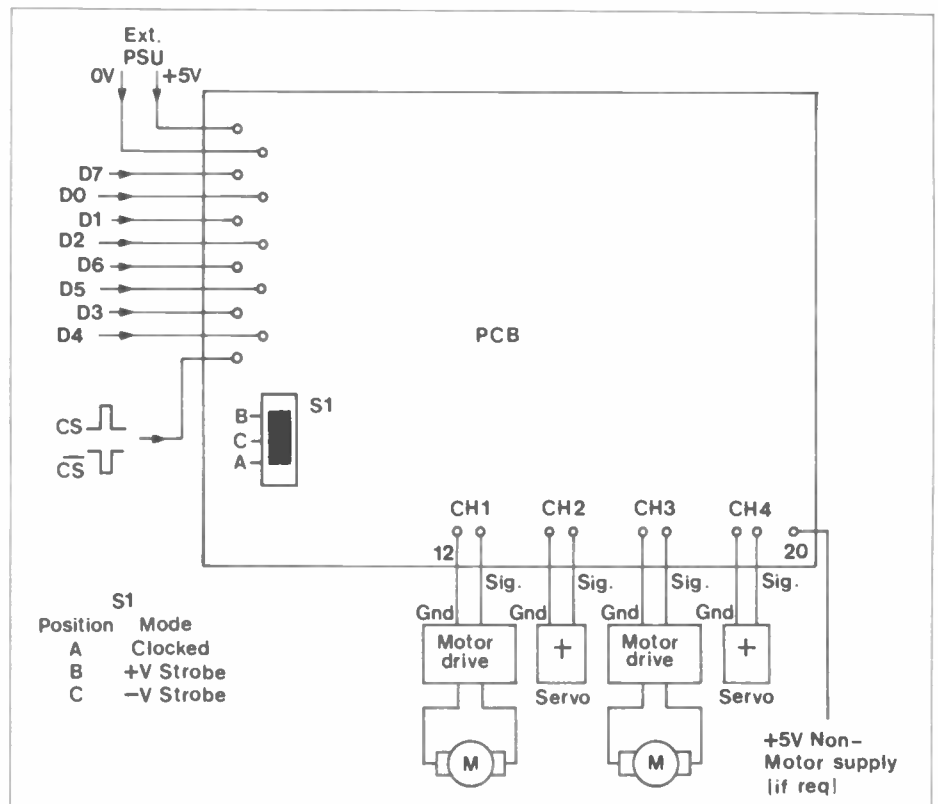 Ext.
PSU
0V +5V
D7
D0
D1
D2
D6
D5
D3
D4
PCB
S1
B
C
A
CS
C̅S̅
CH1 CH2 CH3 CH4
12 20
Sig. Sig. Sig.
Gnd Gnd Gnd Gnd
S1
Position Mode
A Clocked
B +V Strobe
C −V Strobe
Motor
drive
+
Motor
drive
+
Servo Servo
M M
+5V Non-
Motor supply
[if req]